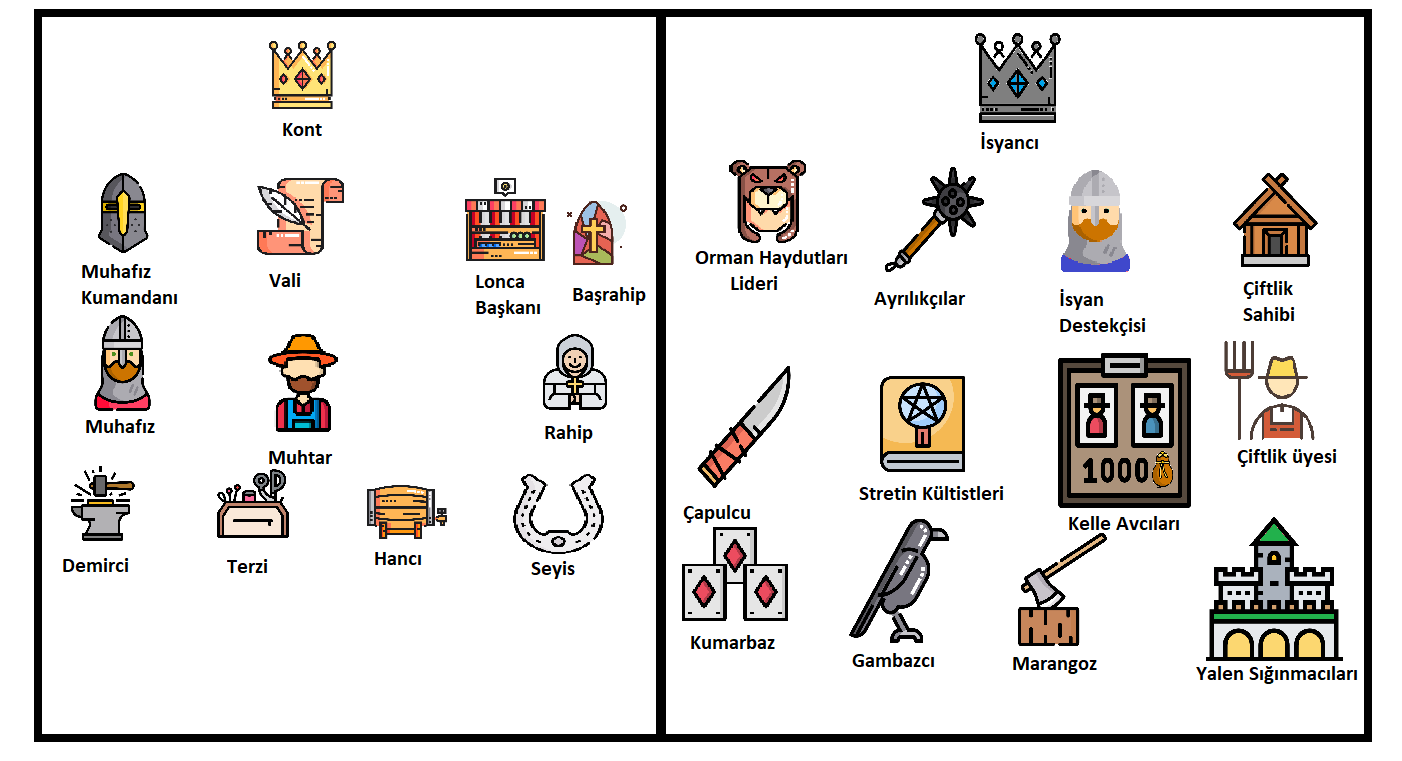 Kont
Muhafız
Kumandanı
Vali
Lonca
Başkanı
Başrahip
Muhafız
Muhtar
Rahip
Demirci
Terzi
Hancı
Seyis
İsyancı
Orman Haydutları
Lideri
Ayrılıkçılar
İsyan
Destekçisi
Çiftlik
Sahibi
Çapulcu
Stretin Kültistleri
1000
Kelle Avcıları
Çiftlik üyesi
Kumarbaz
Gambazcı
Marangoz
Yalen Sığınmacıları